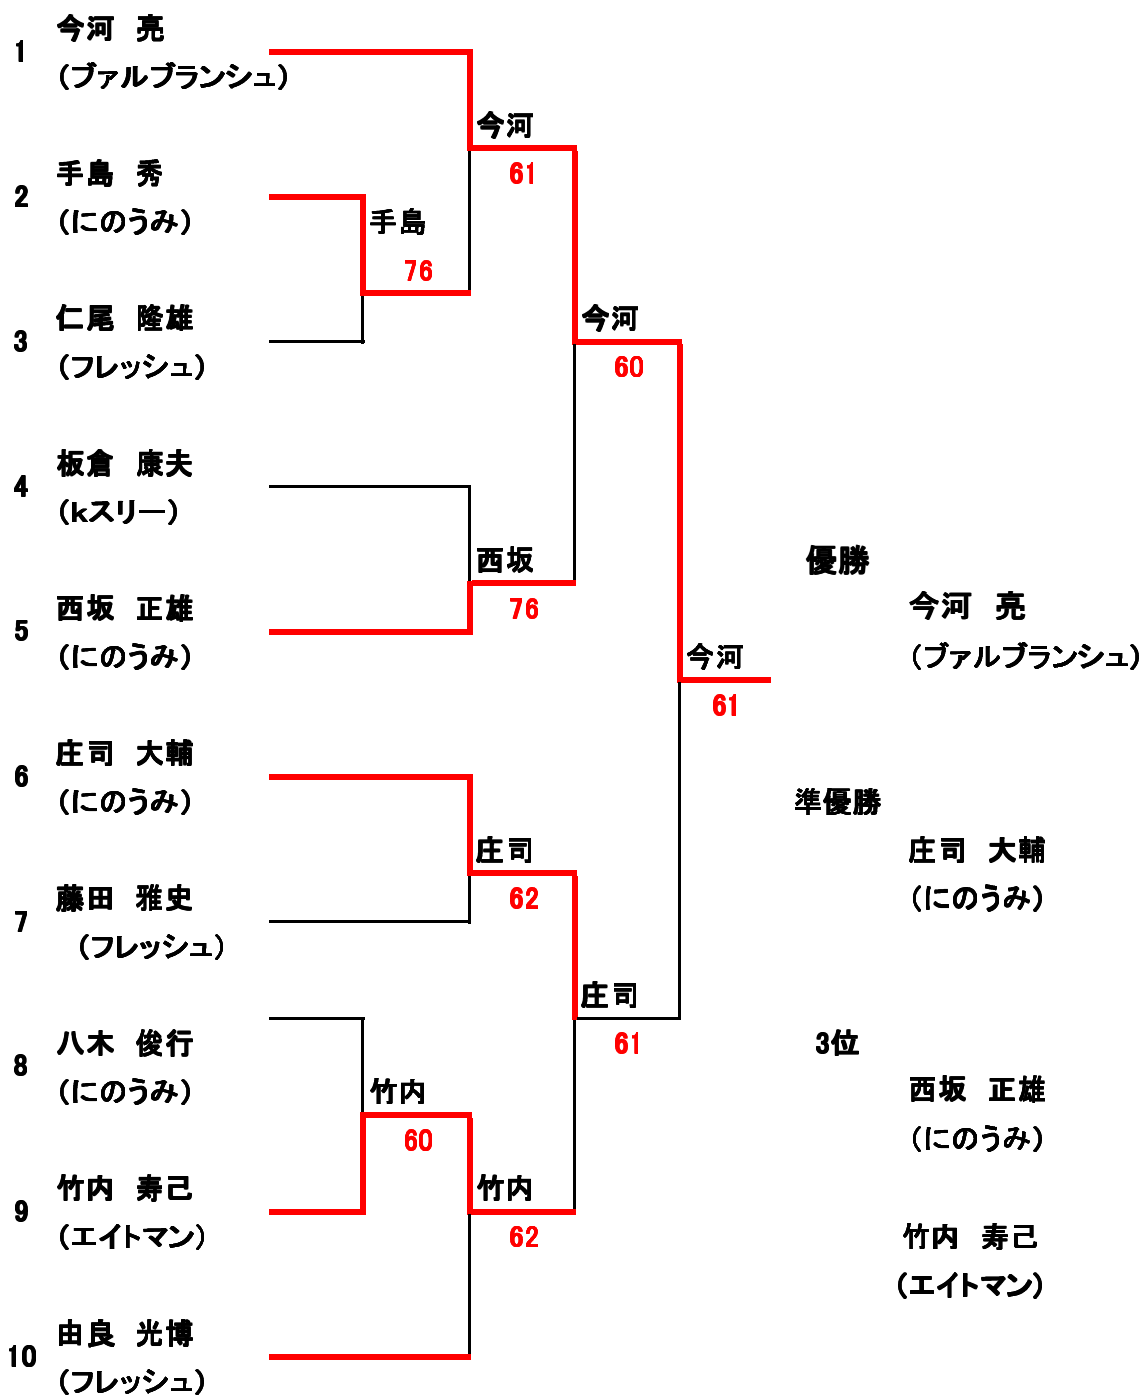 1
今河　亮
(ブァルブランシュ)
2
手島　秀
(にのうみ)
3
仁尾　隆雄
(フレッシュ)
4
板倉　康夫
(kスリー)
5
西坂　正雄
(にのうみ)
6
庄司　大輔
(にのうみ)
7
藤田　雅史
(フレッシュ)
8
八木　俊行
(にのうみ)
9
竹内　寿己
(エイトマン)
10
由良　光博
(フレッシュ)
手島
76
竹内
60
今河
61
西坂
76
庄司
62
竹内
62
今河
60
庄司
61
今河
61
優勝
今河　亮
(ブァルブランシュ)
準優勝
庄司　大輔
(にのうみ)
3位
西坂　正雄
(にのうみ)
竹内　寿己
(エイトマン)